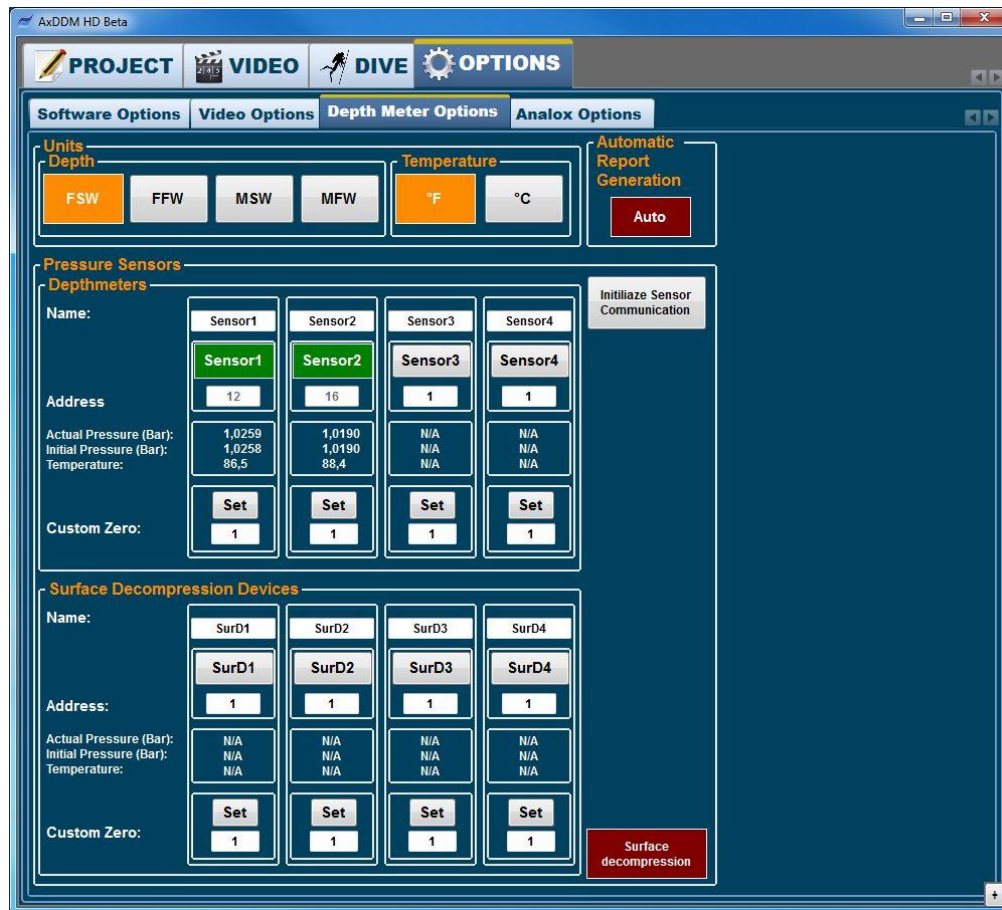 AxDDM HD Beta
PROJECT VIDEO DIVE OPTIONS
Software Options Video Options Depth Meter Options Analox Options
Units
Depth
FSW FFW MSW MFW
Temperature
°F °C
Automatic
Report
Generation
Auto
Pressure Sensors
Depthmeters
Name: Sensor1 Sensor2 Sensor3 Sensor4
Sensor1 Sensor2 Sensor3 Sensor4
Address 12 16 1 1
Actual Pressure (Bar): 1,0259 1,0190 N/A N/A
Initial Pressure (Bar): 1,0258 1,0190 N/A N/A
Temperature: 86,5 88,4 N/A N/A
Set Set Set Set
Custom Zero: 1 1 1 1
Initiliaze Sensor
Communication
Surface Decompression Devices
Name: SurD1 SurD2 SurD3 SurD4
SurD1 SurD2 SurD3 SurD4
Address: 1 1 1 1
Actual Pressure (Bar): N/A N/A N/A N/A
Initial Pressure (Bar): N/A N/A N/A N/A
Temperature: N/A N/A N/A N/A
Set Set Set Set
Custom Zero: 1 1 1 1
Surface
decompression
+